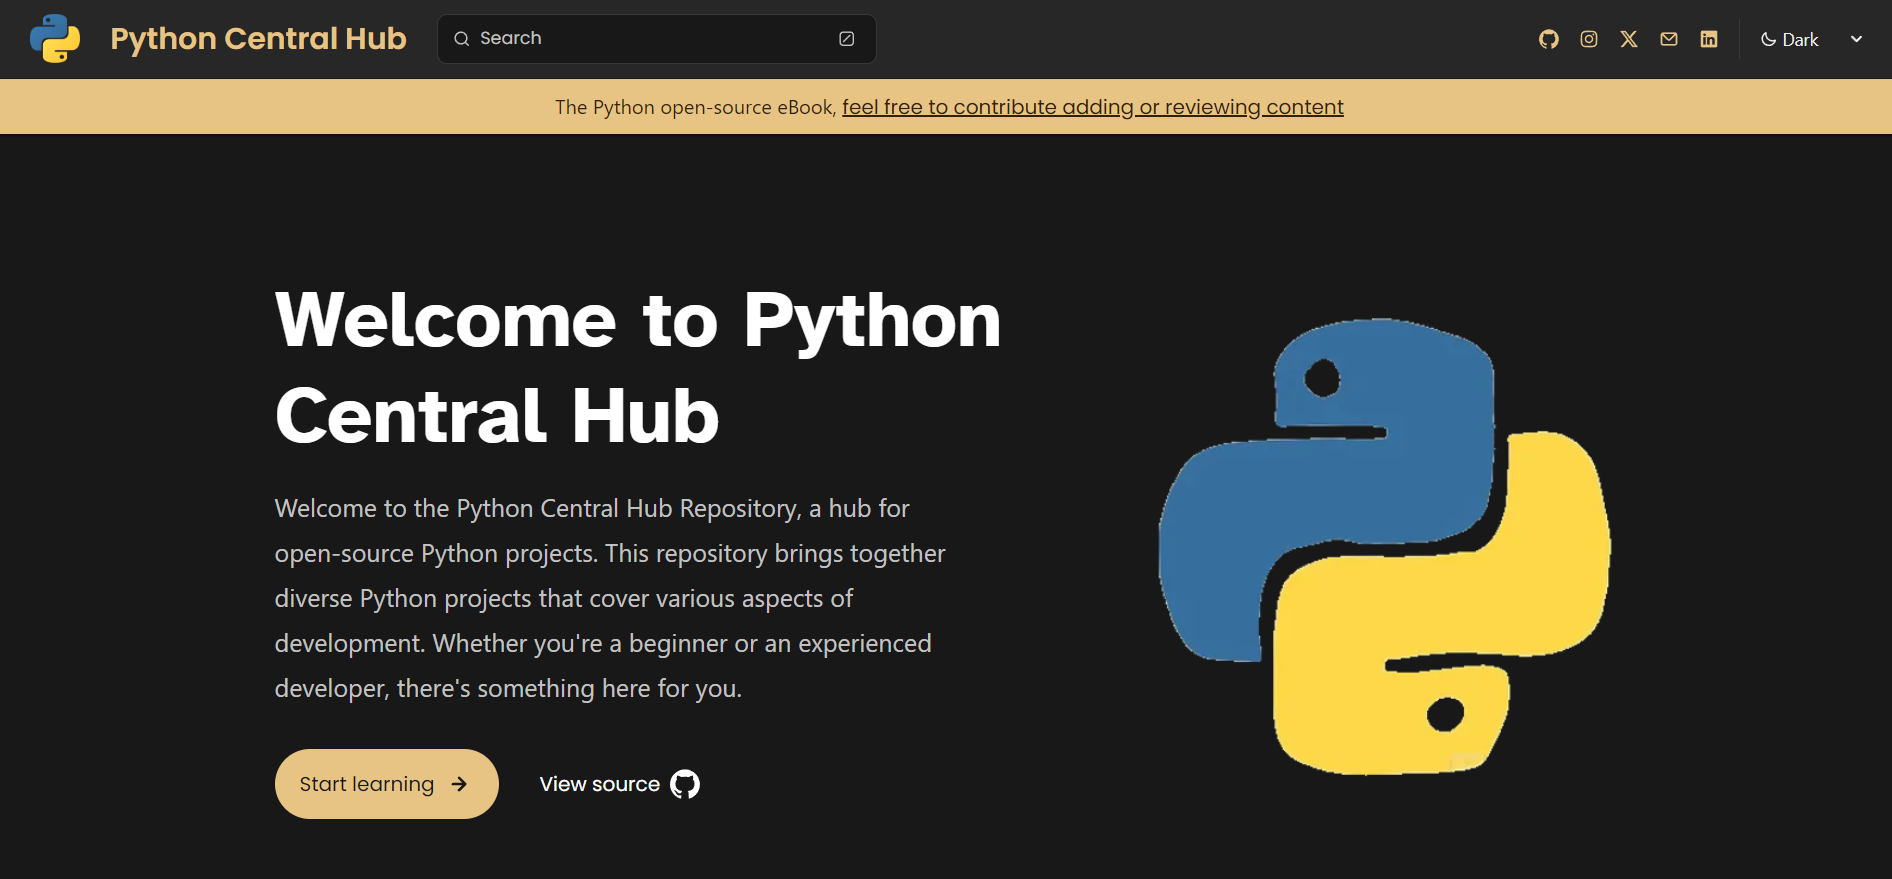 Python Central Hub
Search
Dark
The Python open-source eBook, feel free to contribute adding or reviewing content
Welcome to Python
Central Hub
Welcome to the Python Central Hub Repository, a hub for
open-source Python projects. This repository brings together
diverse Python projects that cover various aspects of
development. Whether you're a beginner or an experienced
developer, there's something here for you.
Start learning
View source